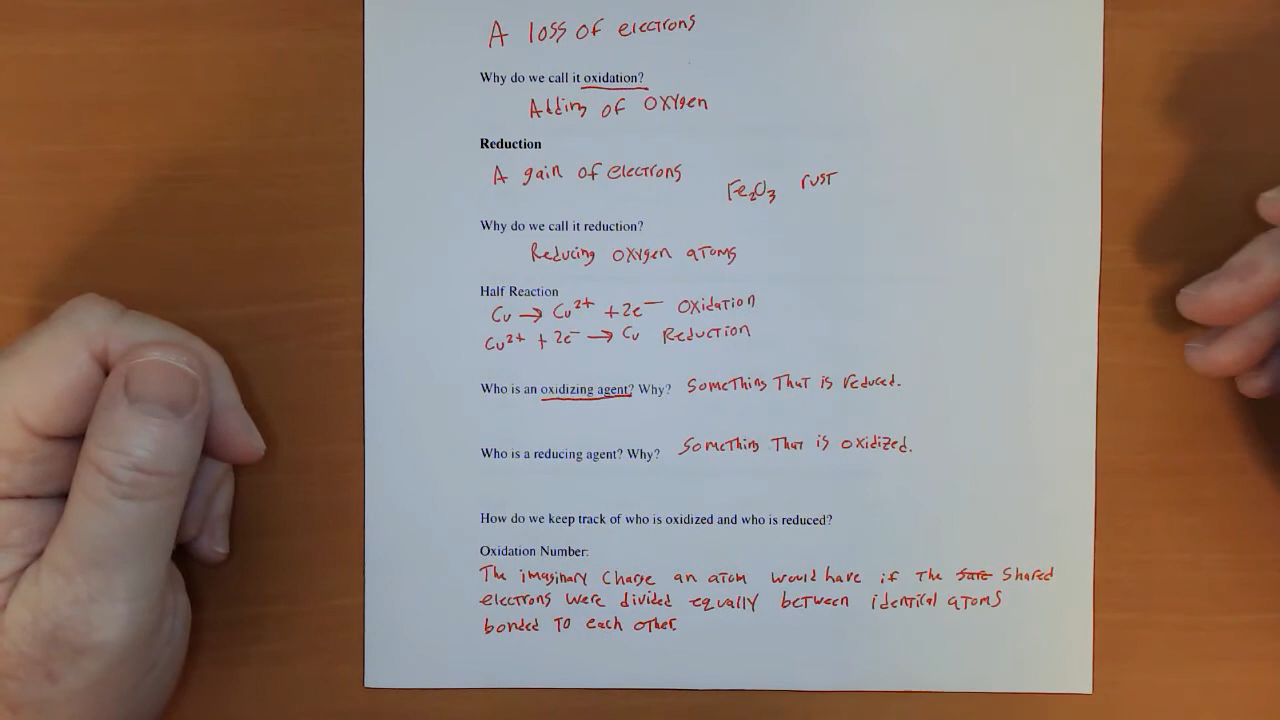 A loss of electrons
Why do we call it oxidation?
Adding of oxygen
Reduction
A gain of electrons
Fe₂O₃ rust
Why do we call it reduction?
Reducing oxygen atoms
Half Reaction
Cu → Cu²⁺ + 2e⁻ Oxidation
Cu²⁺ + 2e⁻ → Cu Reduction
Who is an oxidizing agent? Why? Something that is reduced.
Who is a reducing agent? Why? Something that is oxidized.
How do we keep track of who is oxidized and who is reduced?
Oxidation Number:
The imaginary charge an atom would have if the shared
electrons were divided equally between identical atoms
bonded to each other.